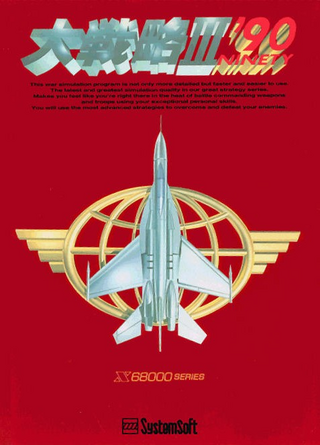 大戦略III'90
NINETY
This war simulation program is not only more detailed but faster and easier to use.
The latest and greatest simulation quality in our great strategy series.
Makes you feel like you're right there in the heat of battle commanding weapons
and troops using your exceptional personal skills.
You will use the most advanced strategies to overcome and defeat your enemies.
X68000 SERIES
SystemSoft